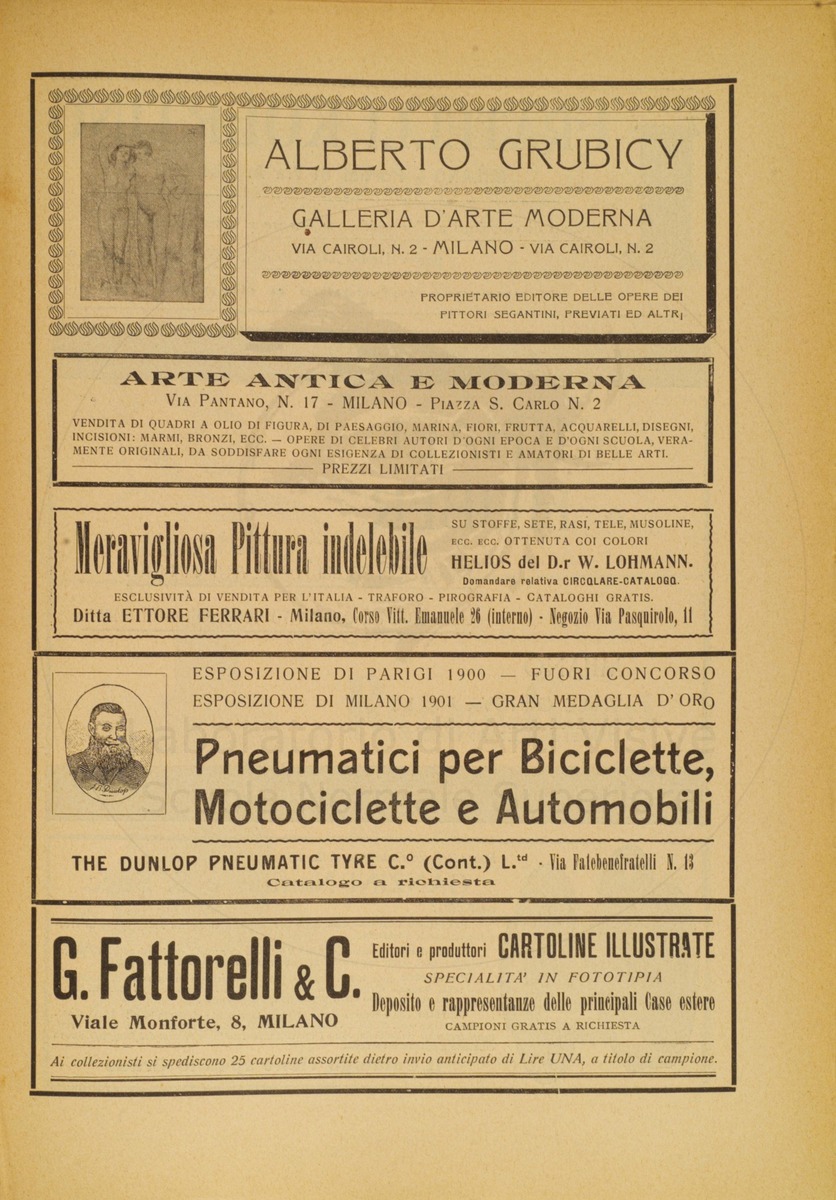 ALBERTO GRUBICY
GALLERIA D'ARTE MODERNA
VIA CAIROLI, N. 2 - MILANO - VIA CAIROLI, N. 2
PROPRIETARIO EDITORE DELLE OPERE DEI
PITTORI SEGANTINI, PREVIATI ED ALTRI
ARTE ANTICA E MODERNA
VIA PANTANO, N. 17 - MILANO - PIAZZA S. CARLO N. 2
VENDITA DI QUADRI A OLIO DI FIGURA, DI PAESAGGIO, MARINA, FIORI, FRUTTA, ACQUARELLI, DISEGNI,
INCISIONI: MARMI, BRONZI, ECC. — OPERE DI CELEBRI AUTORI D'OGNI EPOCA E D'OGNI SCUOLA, VERA-
MENTE ORIGINALI, DA SODDISFARE OGNI ESIGENZA DI COLLEZIONISTI E AMATORI DI BELLE ARTI.
PREZZI LIMITATI
Meravigliosa Pittura indelebile
SU STOFFE, SETE, RASI, TELE, MUSOLINE,
ECC. ECC. OTTENUTA COI COLORI
HELIOS del D.r W. LOHMANN.
Domandare relativa CIRCOLARE-CATALOGO.
ESCLUSIVITÀ DI VENDITA PER L'ITALIA - TRAFORO - PIROGRAFIA - CATALOGHI GRATIS.
Ditta ETTORE FERRARI - Milano, Corso Vitt. Emanuele 26 (interno) - Negozio Via Pasquirolo, 11
ESPOSIZIONE DI PARIGI 1900 — FUORI CONCORSO
ESPOSIZIONE DI MILANO 1901 — GRAN MEDAGLIA D'ORO
J.B. Dunlop
Pneumatici per Biciclette,
Motociclette e Automobili
THE DUNLOP PNEUMATIC TYRE C.º (Cont.) L.td - Via Fatebenefratelli N. 13
Catalogo a richiesta
G. Fattorelli & C.
Viale Monforte, 8, MILANO
Editori e produttori CARTOLINE ILLUSTRATE
SPECIALITA' IN FOTOTIPIA
Deposito e rappresentanze delle principali Case estere
CAMPIONI GRATIS A RICHIESTA
Ai collezionisti si spediscono 25 cartoline assortite dietro invio anticipato di Lire UNA, a titolo di campione.